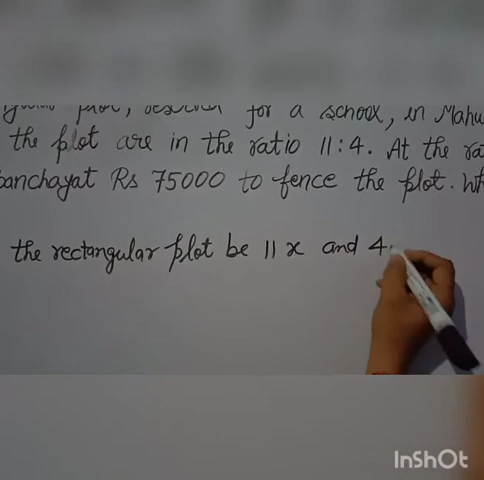 for a school, in Mahu
the plot are in the ratio 11:4. At the ra
panchayat Rs 75000 to fence the plot. Wh
the rectangular plot be 11x and 4
InShOt